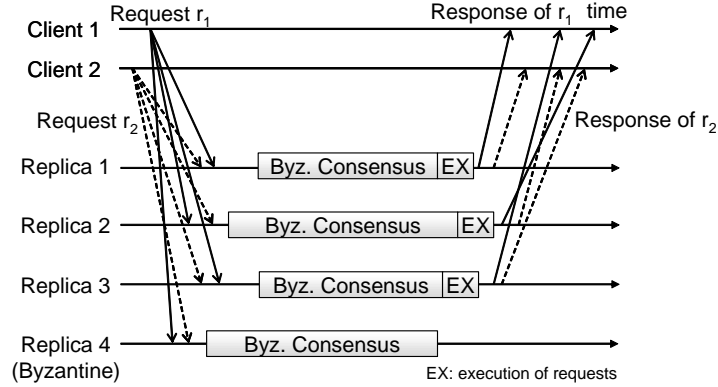 Request r1
Response of r1 time
Client 1
Client 2
Request r2
Response of r2
Replica 1
Byz. Consensus EX
Replica 2
Byz. Consensus EX
Replica 3
Byz. Consensus EX
Replica 4
(Byzantine)
Byz. Consensus
EX: execution of requests